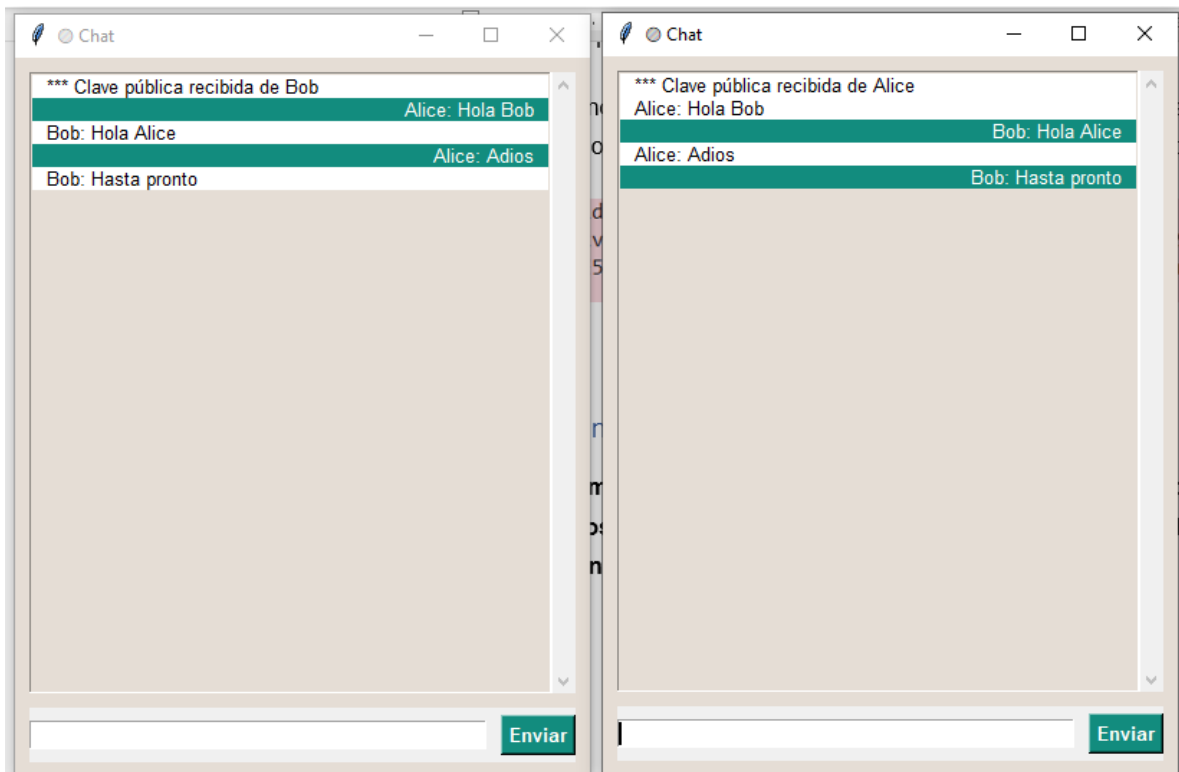 Chat
*** Clave pública recibida de Bob
Alice: Hola Bob
Bob: Hola Alice
Alice: Adios
Bob: Hasta pronto
Enviar
Chat
*** Clave pública recibida de Alice
Alice: Hola Bob
Bob: Hola Alice
Alice: Adios
Bob: Hasta pronto
Enviar